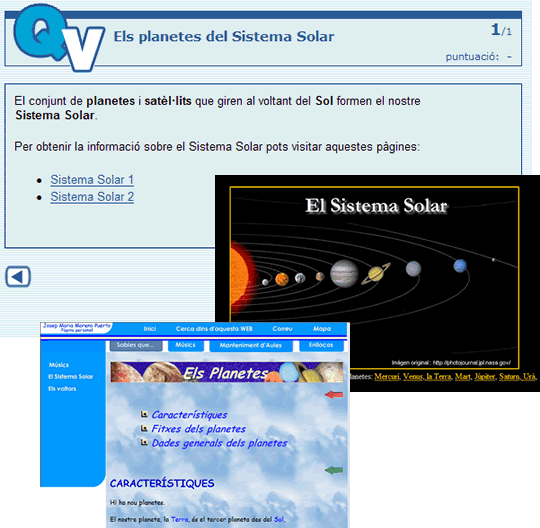 QV
Els planetes del Sistema Solar
1/1
puntuació: -
El conjunt de planetes i satèl·lits que giren al voltant del Sol formen el nostre
Sistema Solar.
Per obtenir la informació sobre el Sistema Solar pots visitar aquestes pàgines:
Sistema Solar 1
Sistema Solar 2
El Sistema Solar
Imágen original : http://photojournal.jpl.nasa.gov/
planetes: Mercuri, Venus, la Terra, Mart, Júpiter, Saturn, Urà,
Josep Maria Moreno Puerto
Pàgina personal
Inici
Cerca dins d'aquesta WEB
Correu
Mapa
Sabies que...
Músics
Manteniment d'Aules
Enllaços
Músics
El Sistema Solar
Els voltors
Els Planetes
Característiques
Fitxes dels planetes
Dades generals dels planetes
CARACTERÍSTIQUES
Hi ha nou planetes.
El nostre planeta, la Terra, és el tercer planeta des del Sol.